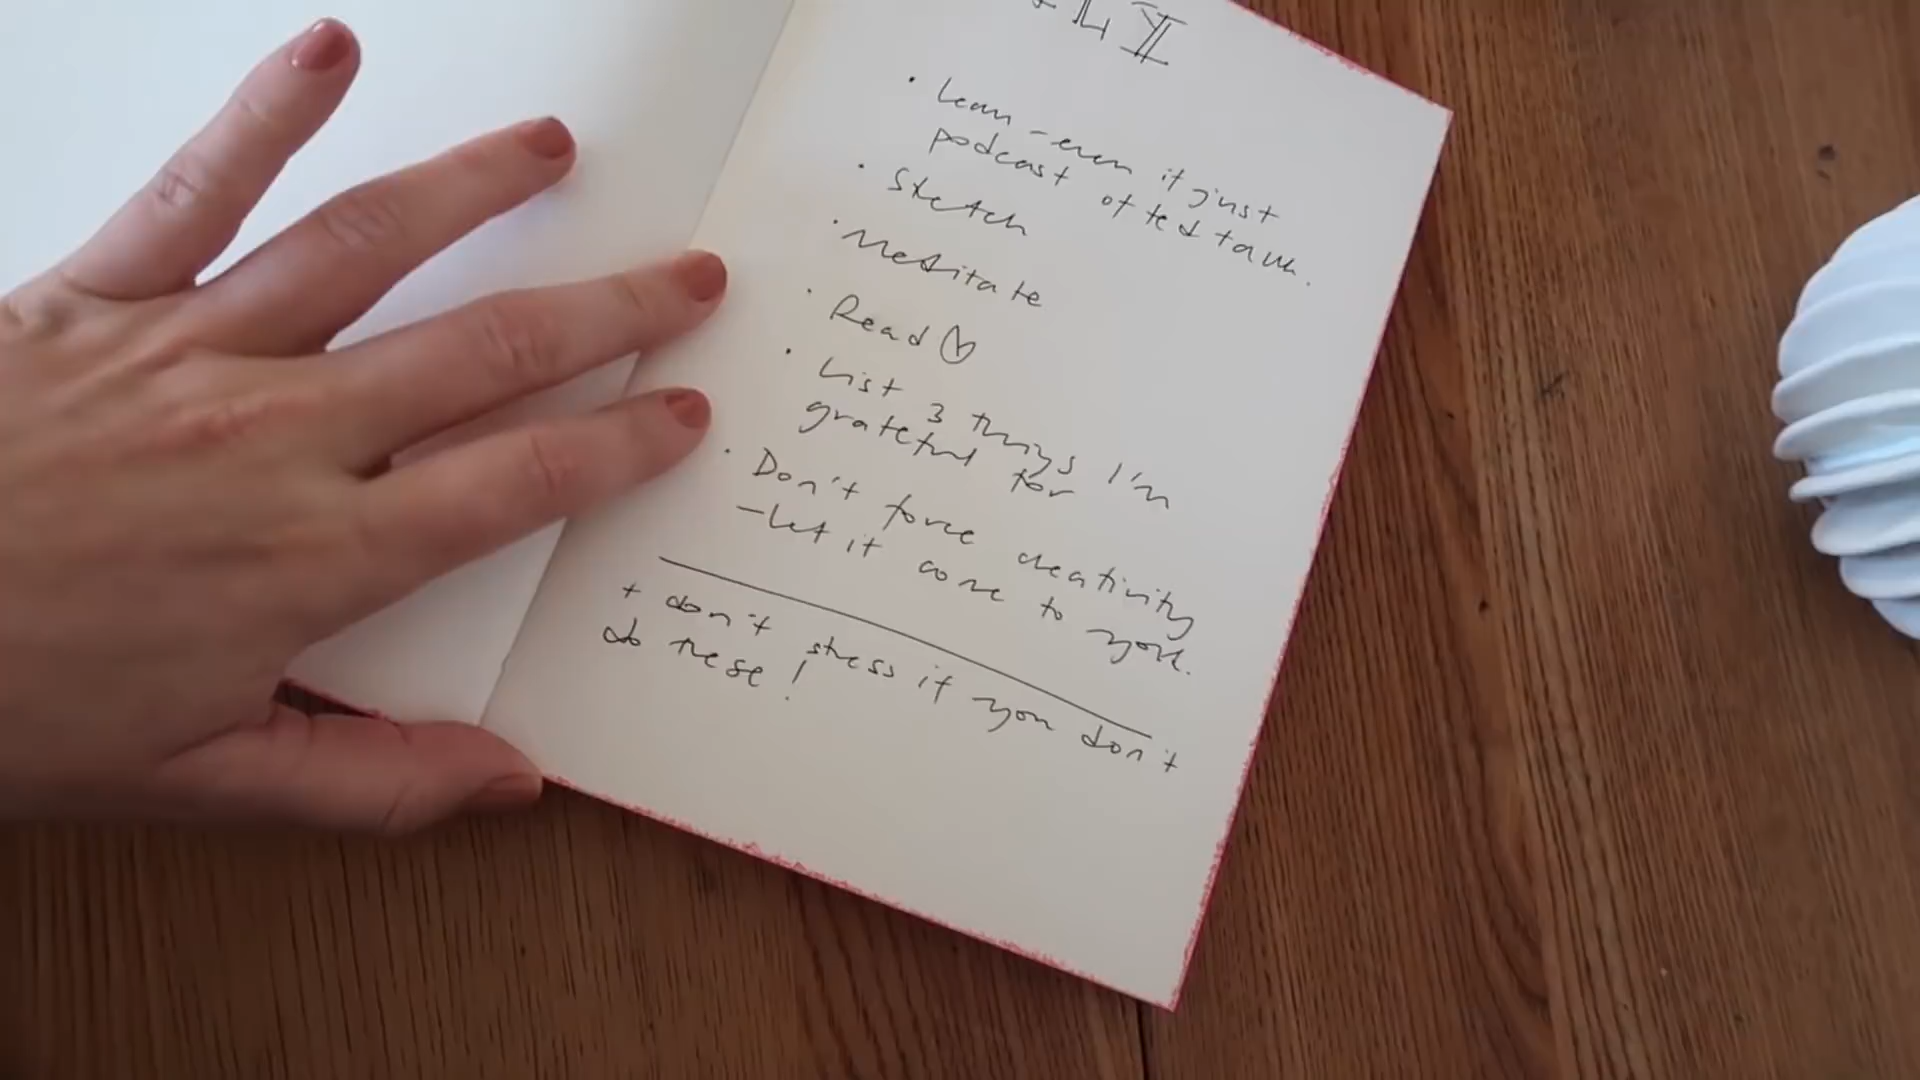 • Learn - even if just
podcast of ted talk.
• Sketch
• Meditate
• Read ♡
• List 3 things I'm
grateful for
• Don't force creativity
- let it come to you.
+ don't stress if you don't
do these!